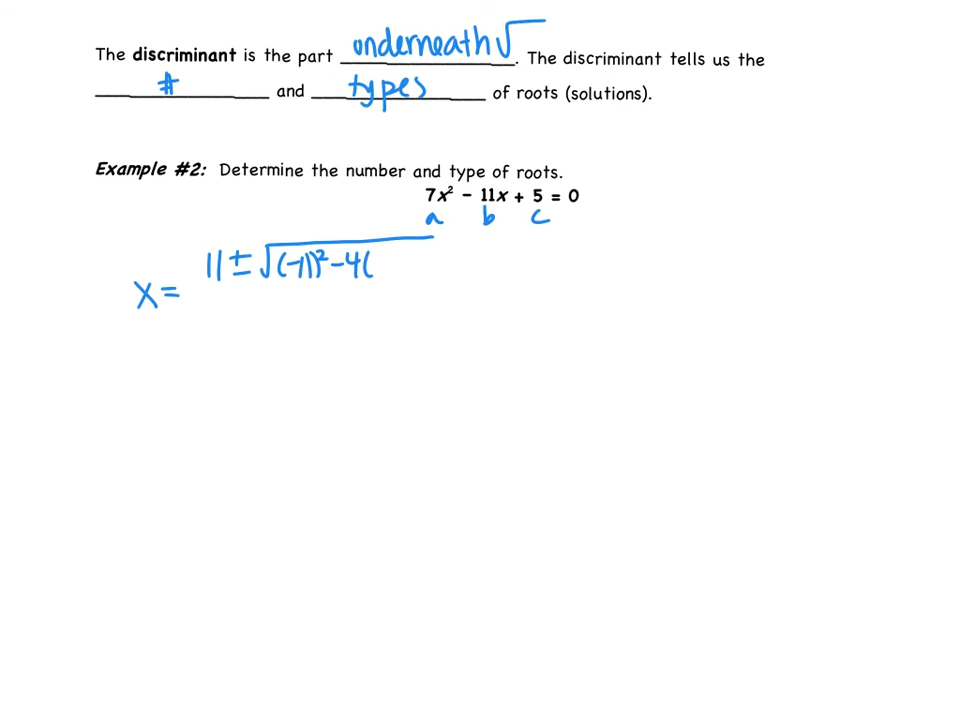 The discriminant is the part underneath √. The discriminant tells us the
# and types of roots (solutions).
Example #2: Determine the number and type of roots.
7x² - 11x + 5 = 0
a b c
11 ± √(-11)² - 4(
x =